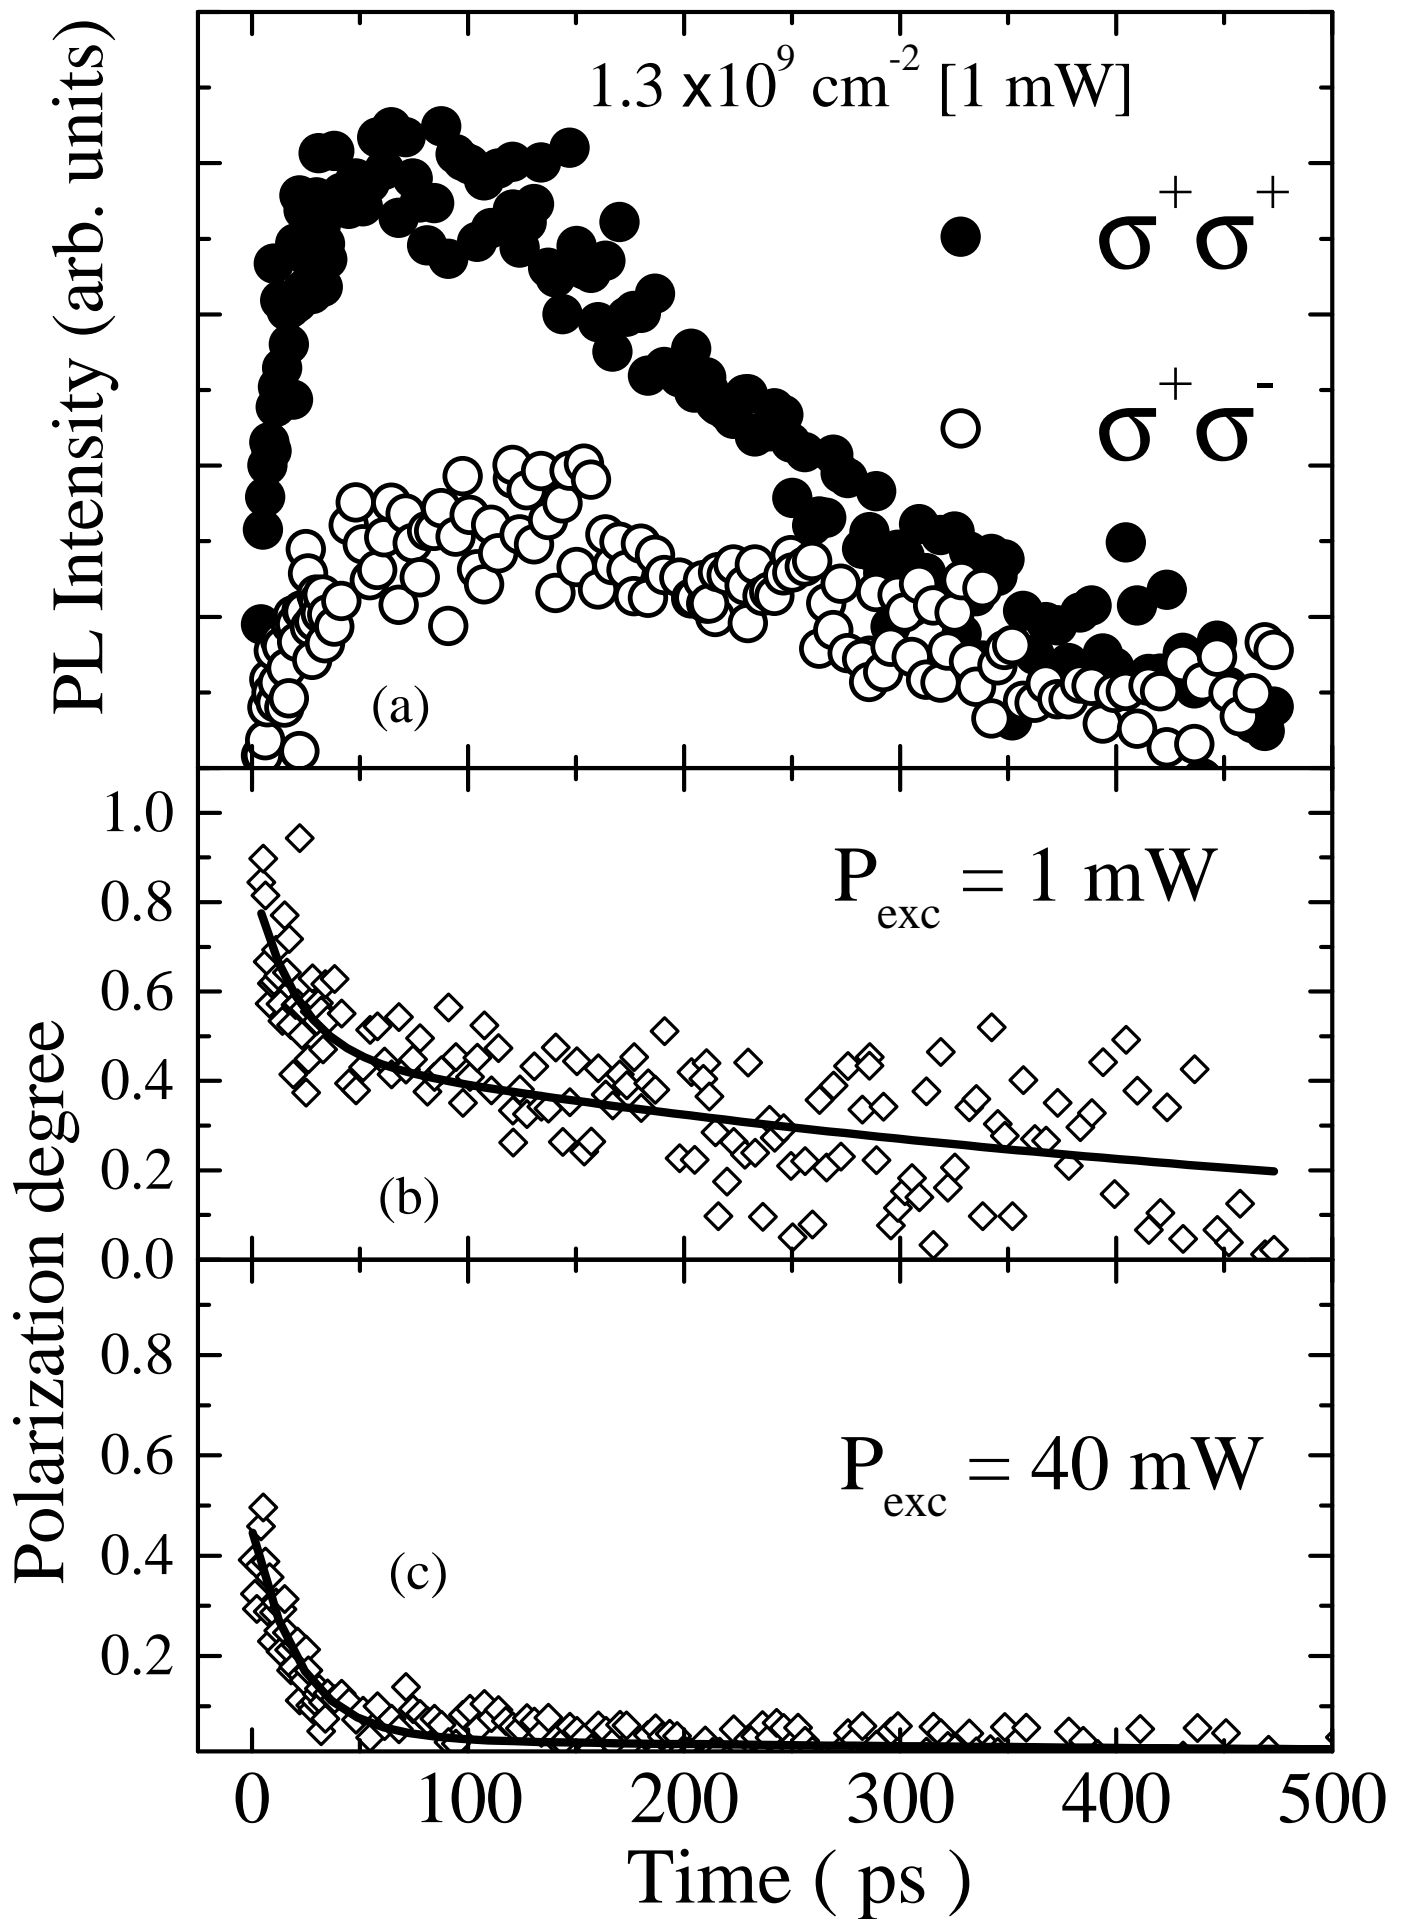 PL Intensity (arb. units)
1.3 x10⁹ cm⁻² [1 mW]
σ⁺σ⁺
σ⁺σ⁻
(a)
Polarization degree
1.0
0.8
0.6
0.4
0.2
0.0
P_exc = 1 mW
(b)
0.8
0.6
0.4
0.2
P_exc = 40 mW
(c)
0 100 200 300 400 500
Time ( ps )